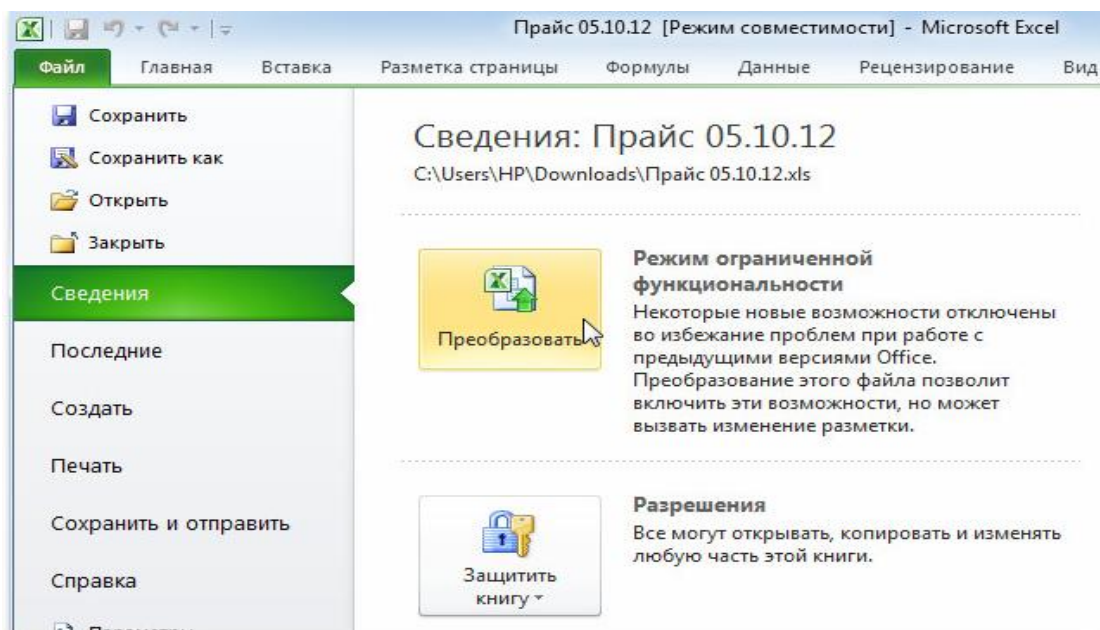 Прайс 05.10.12 [Режим совместимости] - Microsoft Excel
Файл Главная Вставка Разметка страницы Формулы Данные Рецензирование Вид
Сохранить
Сохранить как
Открыть
Закрыть
Сведения
Последние
Создать
Печать
Сохранить и отправить
Справка
Сведения: Прайс 05.10.12
C:\Users\HP\Downloads\Прайс 05.10.12.xls
Преобразовать
Режим ограниченной
функциональности
Некоторые новые возможности отключены
во избежание проблем при работе с
предыдущими версиями Office.
Преобразование этого файла позволит
включить эти возможности, но может
вызвать изменение разметки.
Защитить
книгу
Разрешения
Все могут открывать, копировать и изменять
любую часть этой книги.